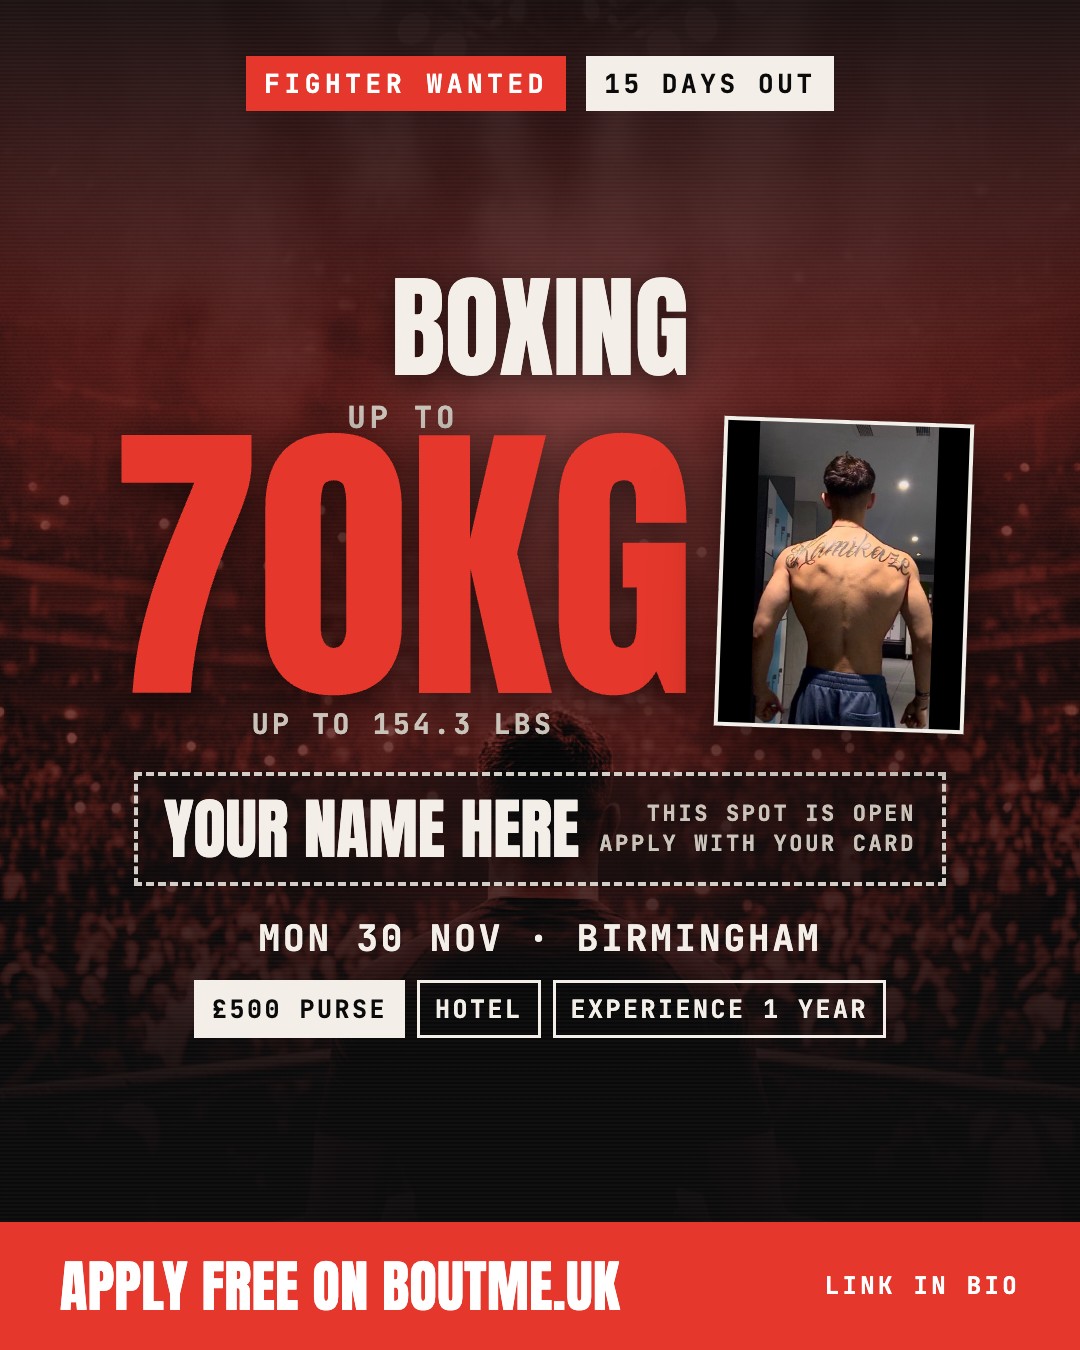 FIGHTER WANTED
15 DAYS OUT
BOXING
UP TO
70KG
Kamikaze
UP TO 154.3 LBS
YOUR NAME HERE
THIS SPOT IS OPEN
APPLY WITH YOUR CARD
MON 30 NOV · BIRMINGHAM
£500 PURSE
HOTEL
EXPERIENCE 1 YEAR
APPLY FREE ON BOUTME.UK
LINK IN BIO